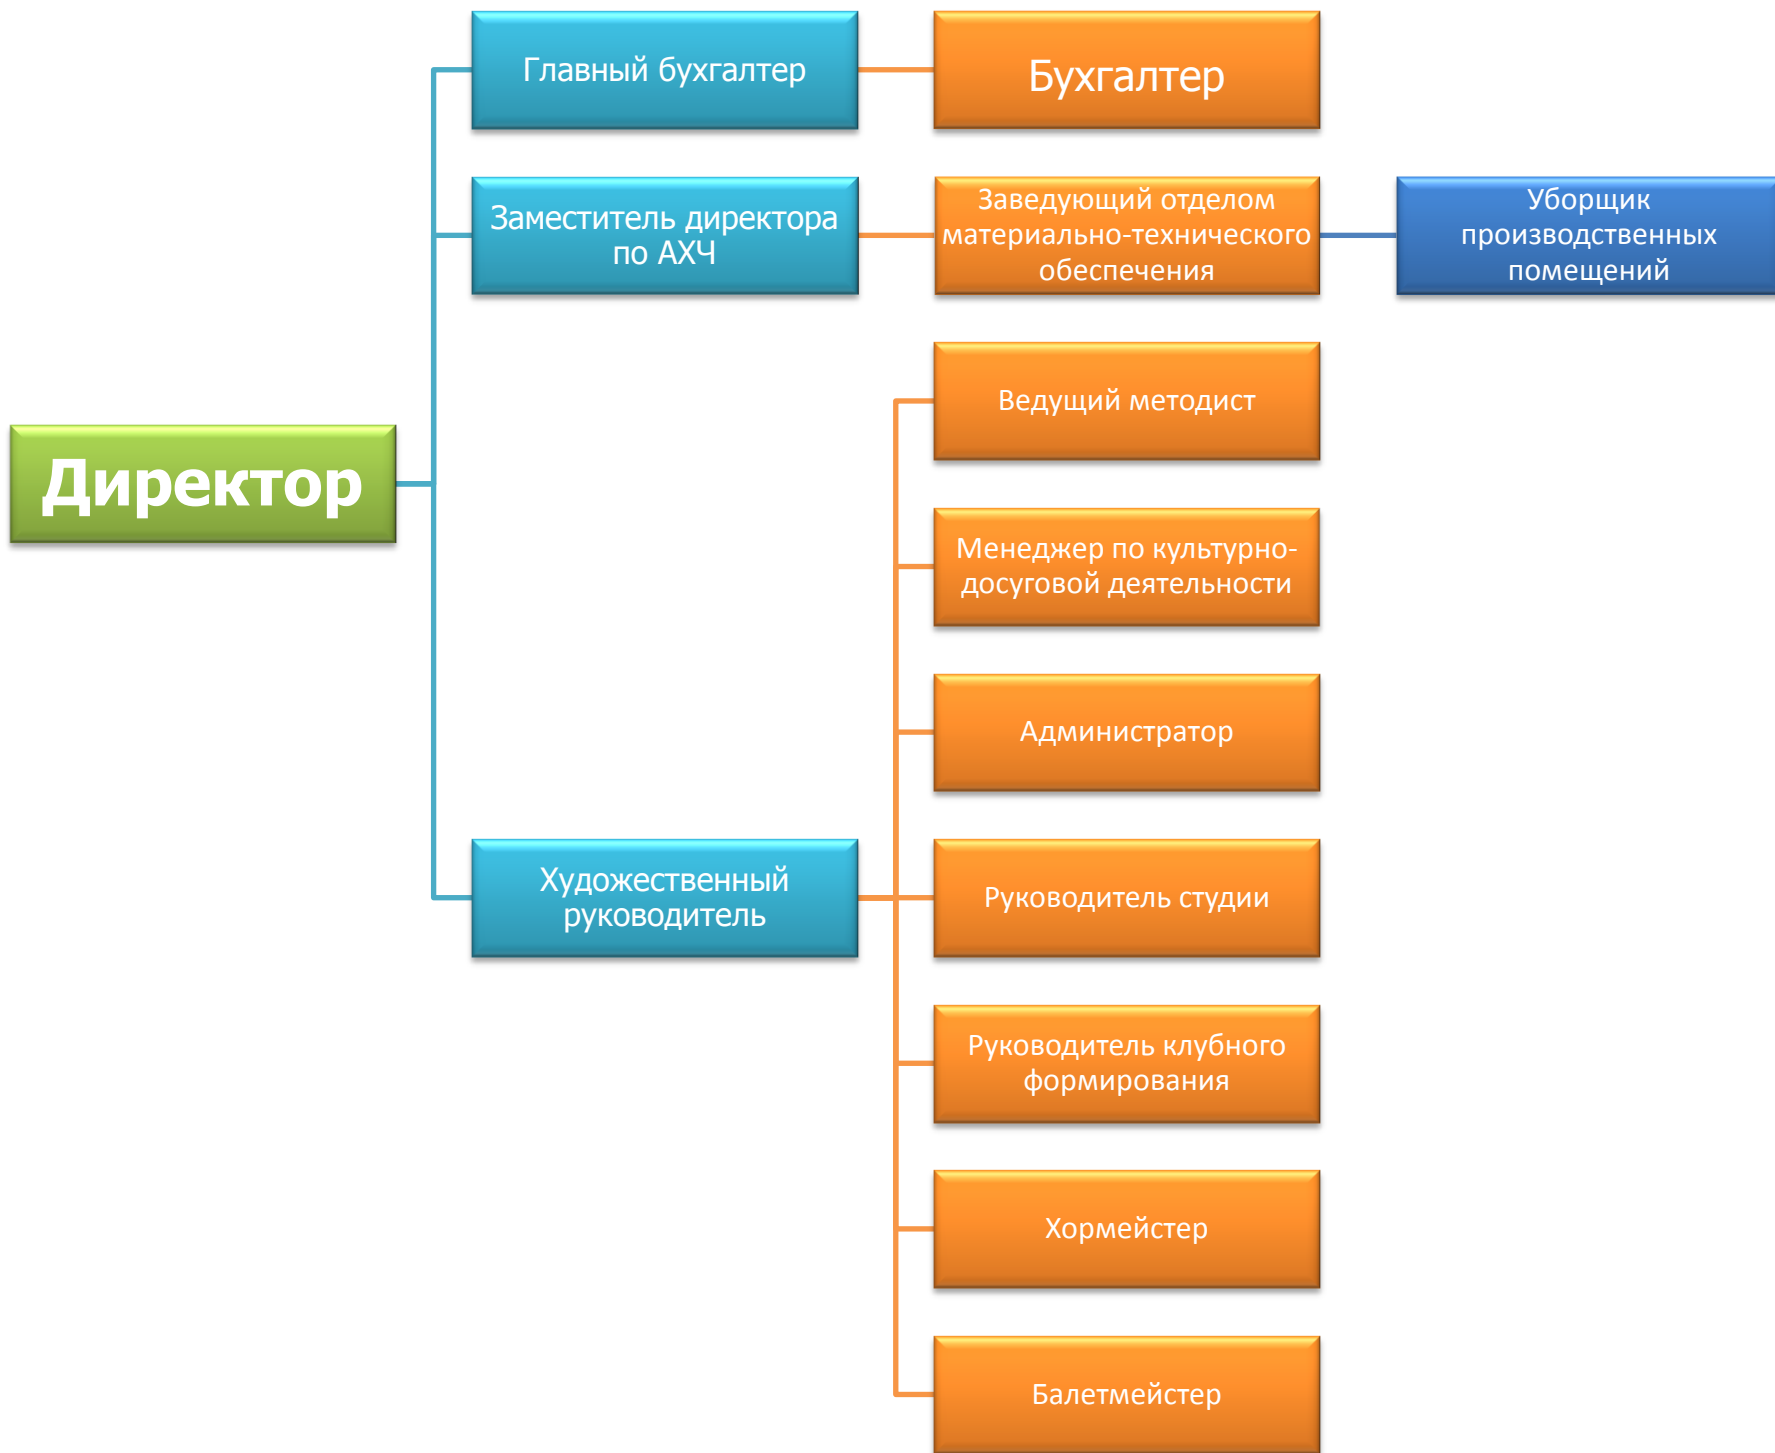 Главный бухгалтер
Бухгалтер
Заместитель директора
по АХЧ
Заведующий отделом
материально-технического
обеспечения
Уборщик
производственных
помещений
Директор
Ведущий методист
Менеджер по культурно-
досуговой деятельности
Администратор
Художественный
руководитель
Руководитель студии
Руководитель клубного
формирования
Хормейстер
Балетмейстер